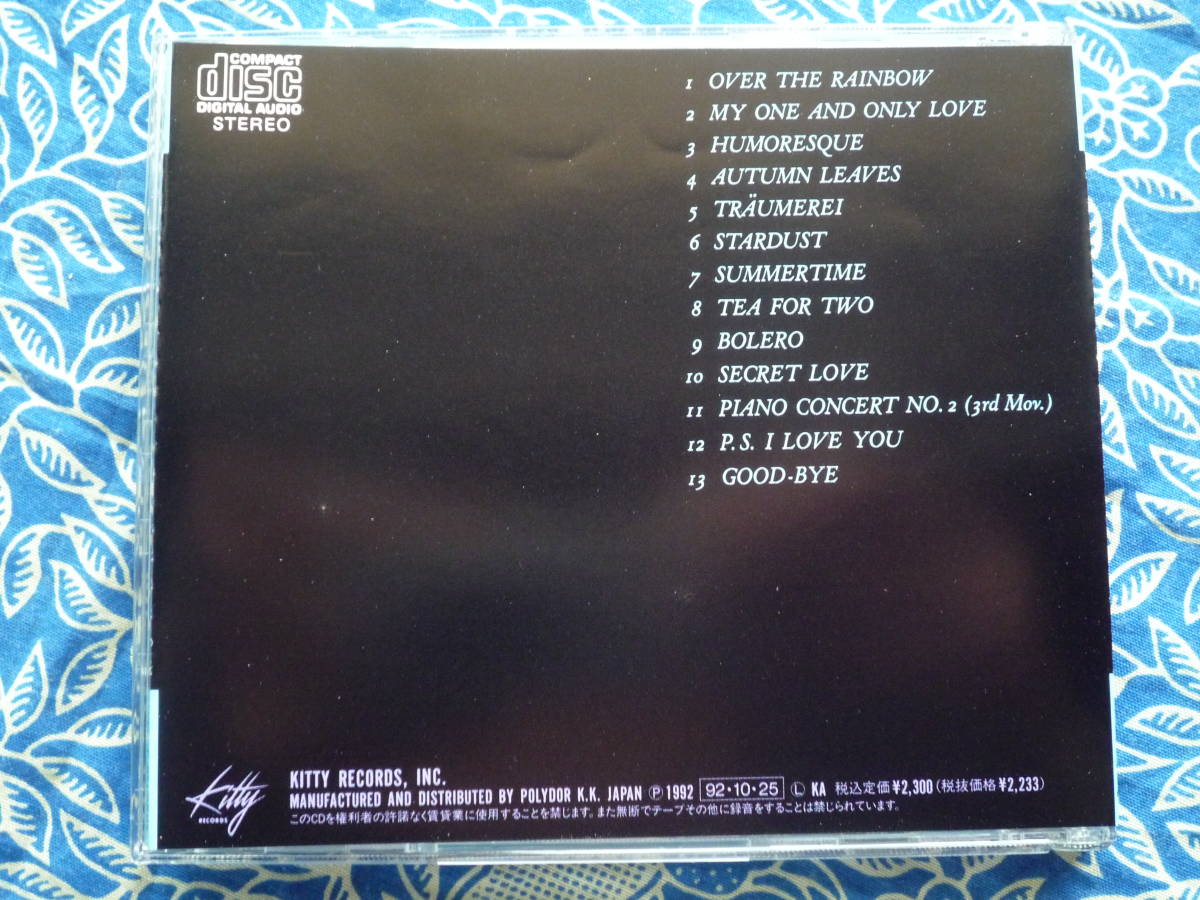 COMPACT
disc
DIGITAL AUDIO
STEREO
1 OVER THE RAINBOW
2 MY ONE AND ONLY LOVE
3 HUMORESQUE
4 AUTUMN LEAVES
5 TRÄUMEREI
6 STARDUST
7 SUMMERTIME
8 TEA FOR TWO
9 BOLERO
10 SECRET LOVE
11 PIANO CONCERT NO. 2 (3rd Mov.)
12 P.S. I LOVE YOU
13 GOOD-BYE
Kitty
RECORDS
KITTY RECORDS, INC.
MANUFACTURED AND DISTRIBUTED BY POLYDOR K.K. JAPAN Ⓟ 1992 92・10・25 Ⓛ KA 税込定価¥2,300(税抜価格¥2,233)
このCDを権利者の許諾なく賃貸業に使用することを禁じます。また無断でテープその他に録音をすることは禁じられています。